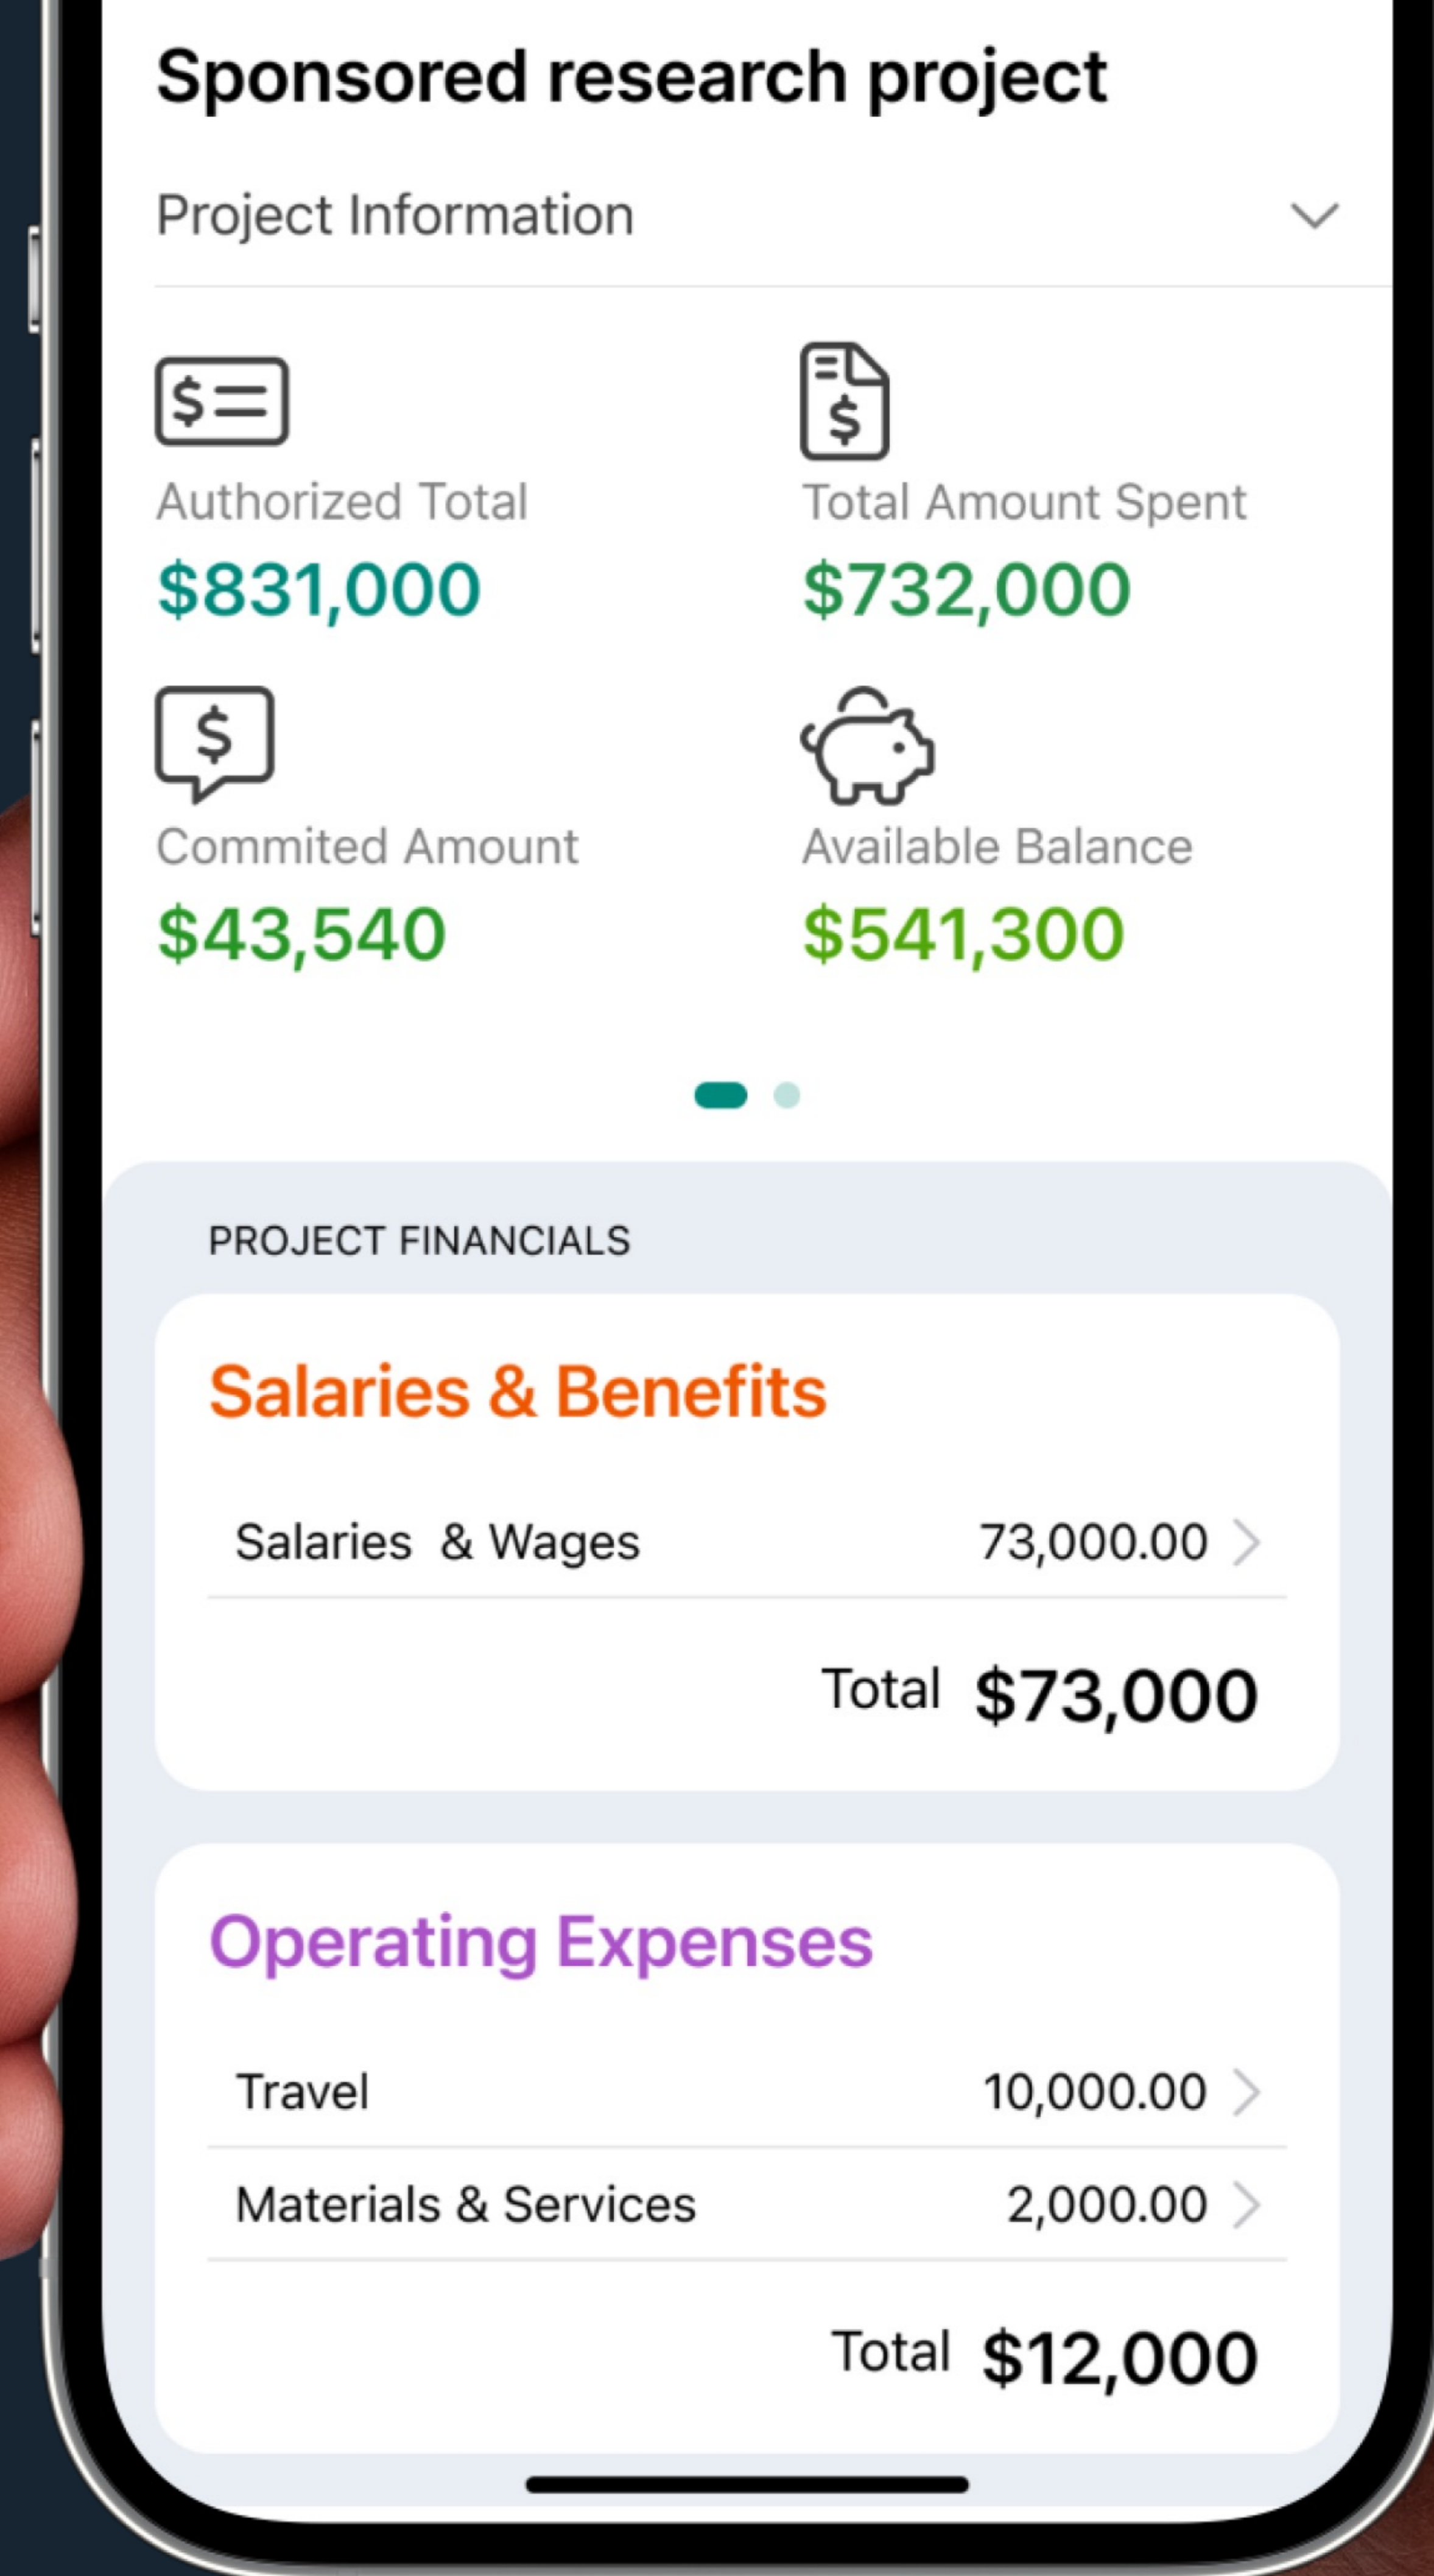 Sponsored research project
Project Information
Authorized Total
Total Amount Spent
$831,000
$732,000
Commited Amount
Available Balance
$43,540
$541,300
PROJECT FINANCIALS
Salaries & Benefits
Salaries & Wages 73,000.00
Total $73,000
Operating Expenses
Travel 10,000.00
Materials & Services 2,000.00
Total $12,000